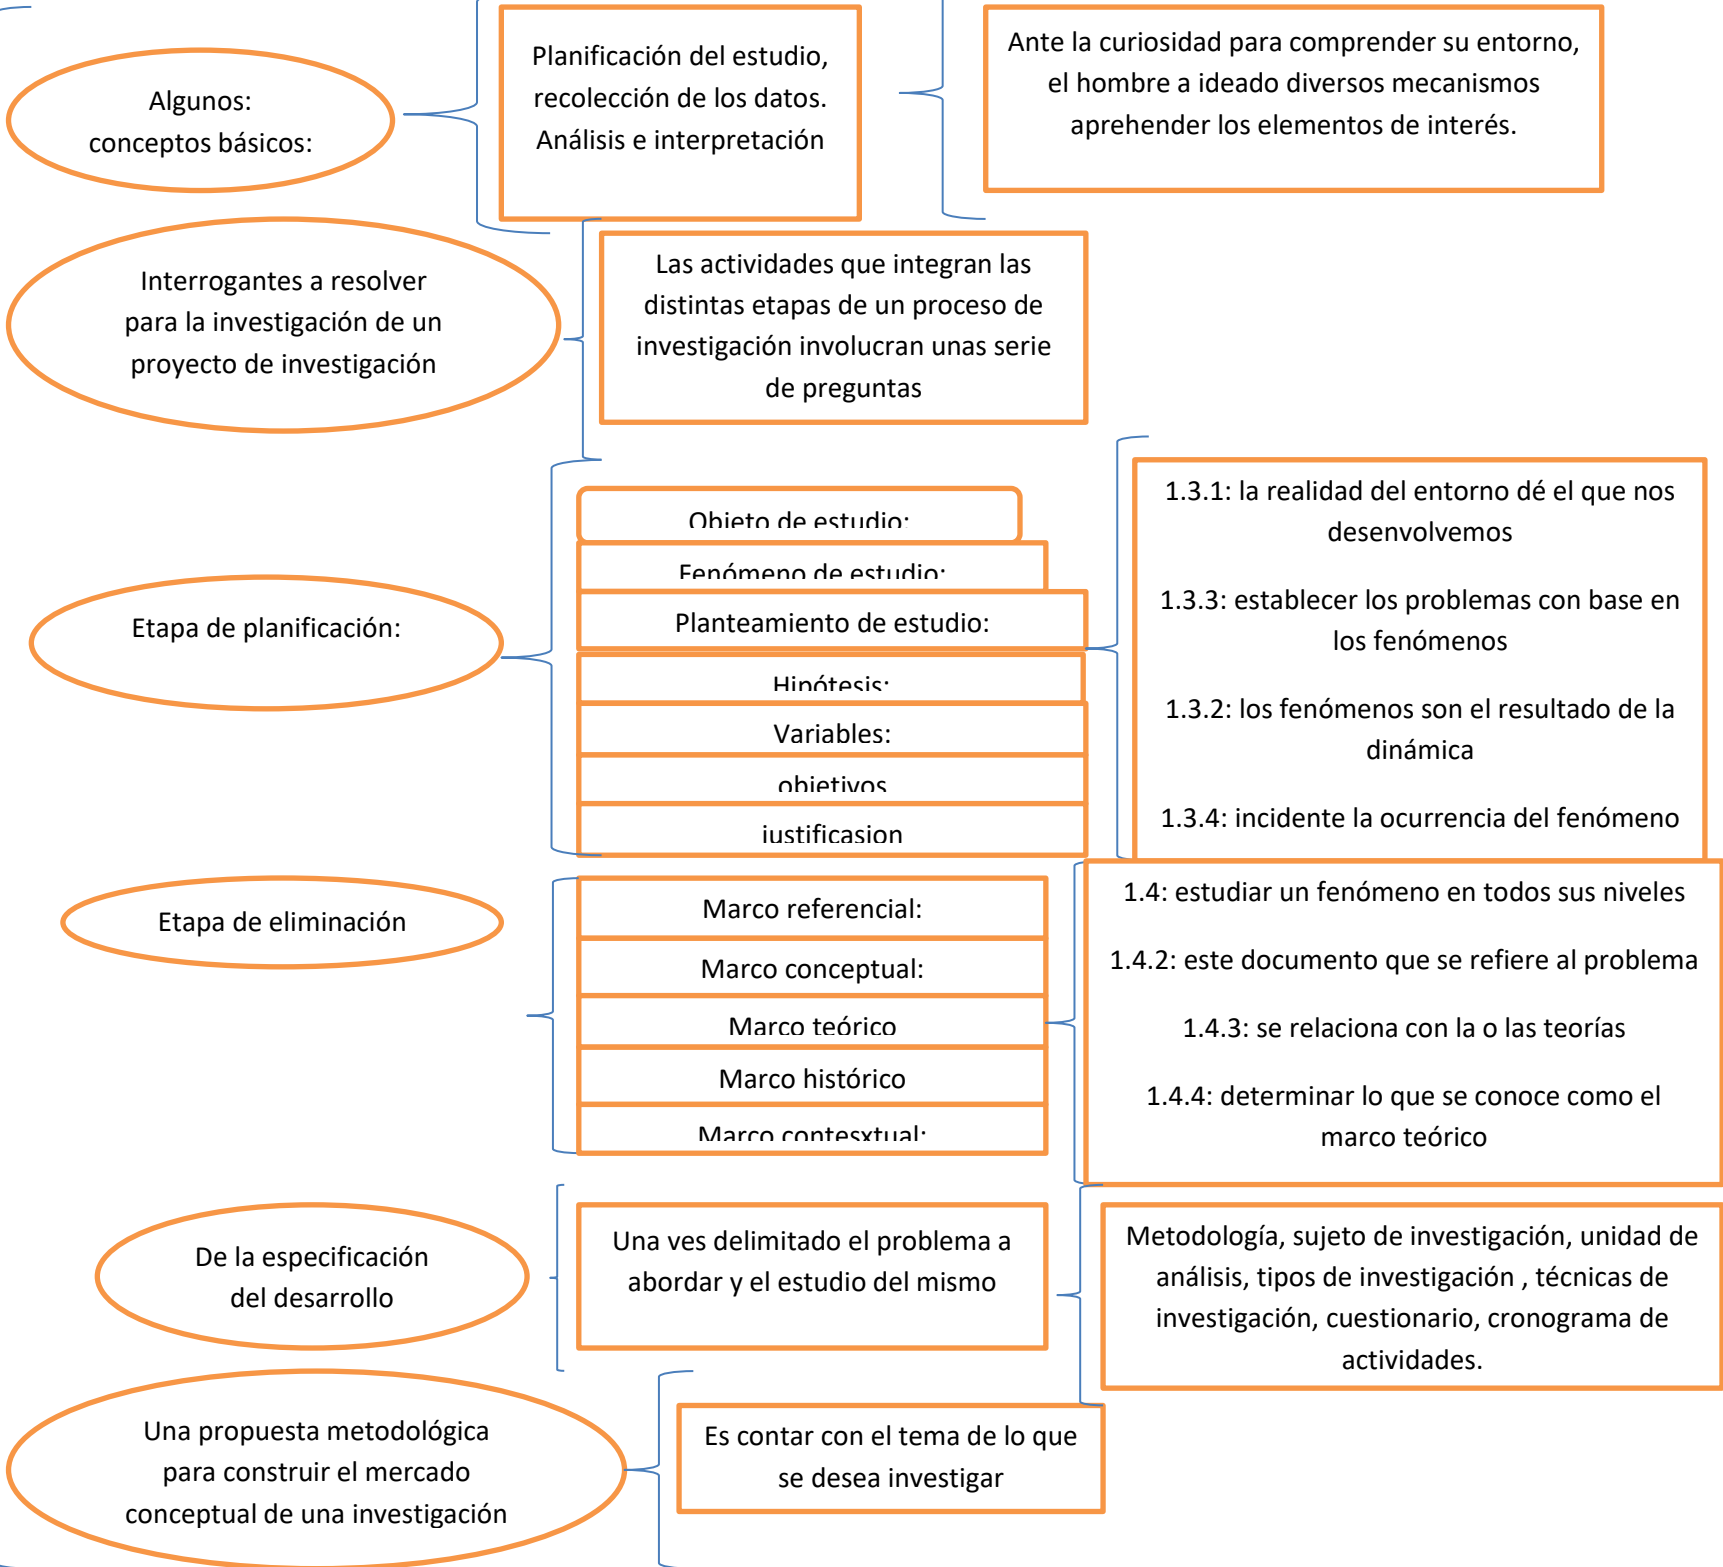 Algunos:
conceptos básicos:
Planificación del estudio,
recolección de los datos.
Análisis e interpretación
Ante la curiosidad para comprender su entorno,
el hombre a ideado diversos mecanismos
aprehender los elementos de interés.
Interrogantes a resolver
para la investigación de un
proyecto de investigación
Las actividades que integran las
distintas etapas de un proceso de
investigación involucran unas serie
de preguntas
Etapa de planificación:
Objeto de estudio:
Fenómeno de estudio:
Planteamiento de estudio:
Hipótesis:
Variables:
objetivos
justificasion
1.3.1: la realidad del entorno dé el que nos
desenvolvemos
1.3.3: establecer los problemas con base en
los fenómenos
1.3.2: los fenómenos son el resultado de la
dinámica
1.3.4: incidente la ocurrencia del fenómeno
Etapa de eliminación
Marco referencial:
Marco conceptual:
Marco teórico
Marco histórico
Marco contesxtual:
1.4: estudiar un fenómeno en todos sus niveles
1.4.2: este documento que se refiere al problema
1.4.3: se relaciona con la o las teorías
1.4.4: determinar lo que se conoce como el
marco teórico
De la especificación
del desarrollo
Una ves delimitado el problema a
abordar y el estudio del mismo
Metodología, sujeto de investigación, unidad de
análisis, tipos de investigación , técnicas de
investigación, cuestionario, cronograma de
actividades.
Una propuesta metodológica
para construir el mercado
conceptual de una investigación
Es contar con el tema de lo que
se desea investigar